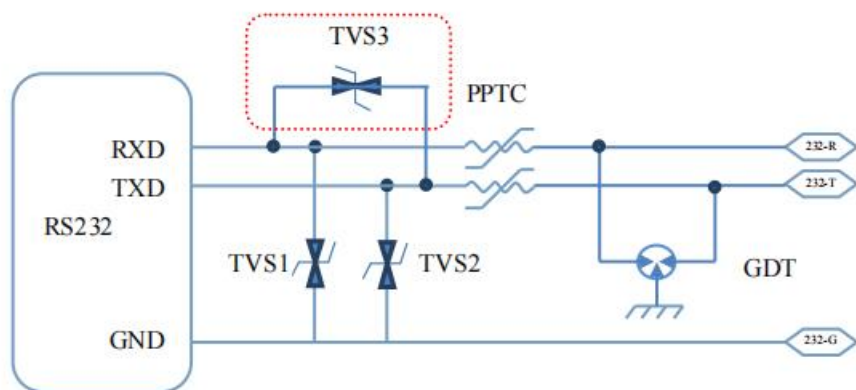 TVS3
PPTC
RXD
232-R
TXD
232-T
RS232
TVS1
TVS2
GDT
GND
232-G